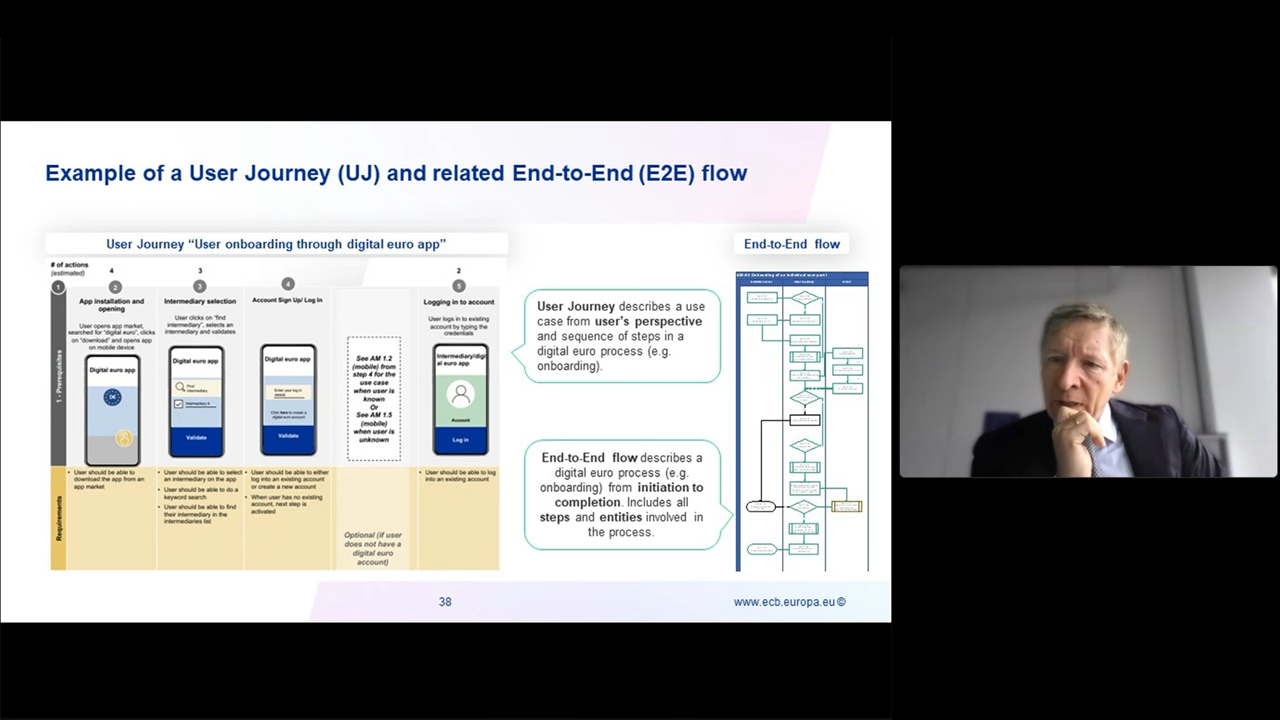 Example of a User Journey (UJ) and related End-to-End (E2E) flow
User Journey “User onboarding through digital euro app”
# of actions
(estimated)
4
3
2
1
2
3
4
5
1 - Prerequisites
App installation and
opening
User opens app market,
searched for “digital euro”, clicks
on “download” and opens app
on mobile device
Digital euro app
Intermediary selection
User clicks on “find
intermediary”, selects an
intermediary and validates
Digital euro app
Find
intermediary
Intermediary A
Validate
Account Sign Up/ Log In
Digital euro app
Validate
See AM 1.2
(mobile) from
step 4 for the
use case
when user is
known
Or
See AM 1.5
(mobile)
when user is
unknown
Logging in to account
User logs in to existing
account by typing the
credentials
Intermediary/digit
al euro app
Account
Log in
Requirements
• User should be able to
download the app from an
app market
• User should be able to select
an intermediary on the app
• User should be able to do a
keyword search
• User should be able to find
their intermediary in the
intermediaries list
• User should be able to either
log into an existing account
or create a new account
• When user has no existing
account, next step is
activated
Optional (if user
does not have a
digital euro
account)
• User should be able to log
into an existing account
User Journey describes a use
case from user’s perspective
and sequence of steps in a
digital euro process (e.g.
onboarding).
End-to-End flow describes a
digital euro process (e.g.
onboarding) from initiation to
completion. Includes all
steps and entities involved in
the process.
End-to-End flow
38
www.ecb.europa.eu ©